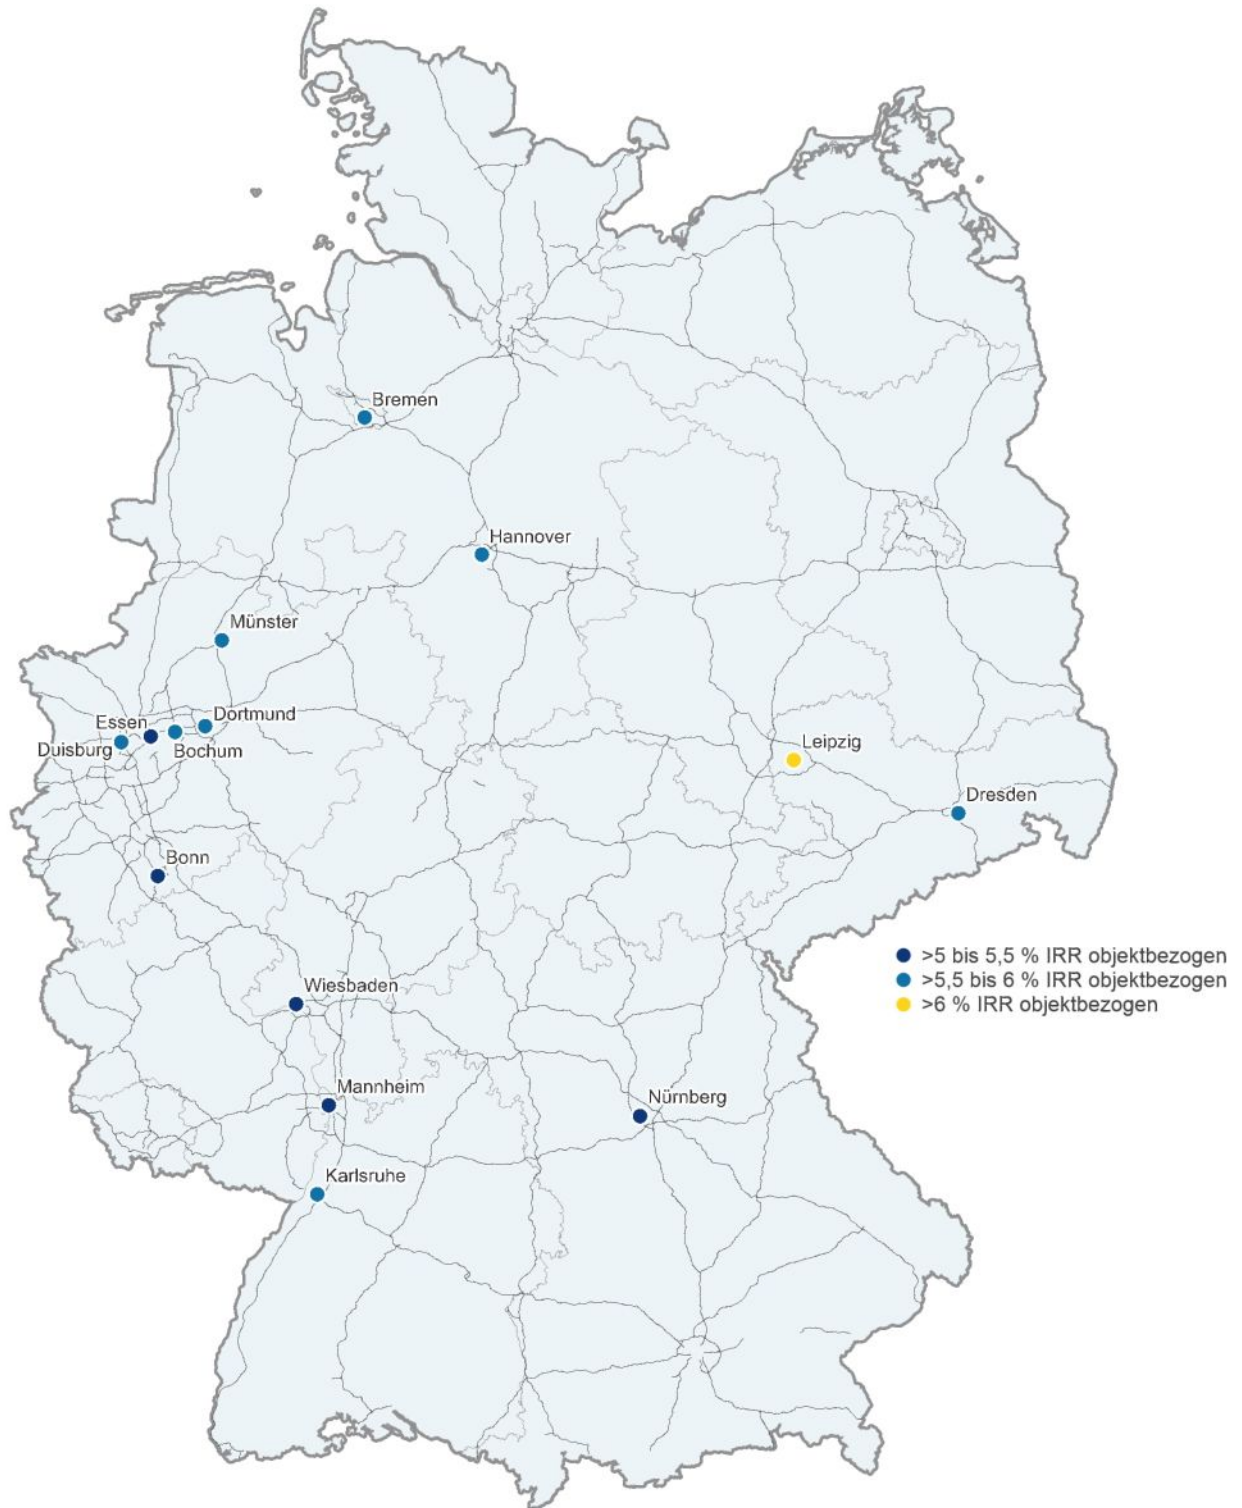 Bremen
Hannover
Münster
Essen
Dortmund
Duisburg
Bochum
Leipzig
Dresden
Bonn
>5 bis 5,5 % IRR objektbezogen
>5,5 bis 6 % IRR objektbezogen
>6 % IRR objektbezogen
Wiesbaden
Mannheim
Nürnberg
Karlsruhe